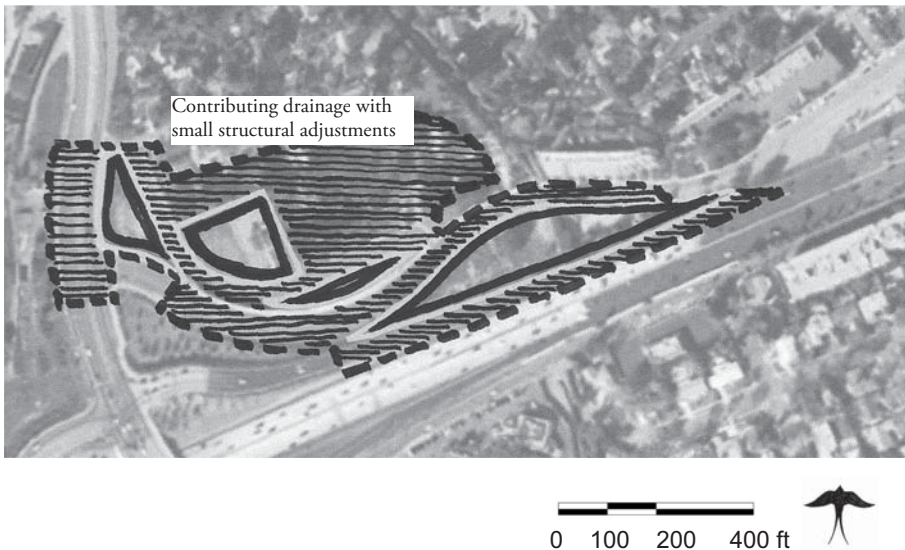 Contributing drainage with
small structural adjustments
0 100 200 400 ft